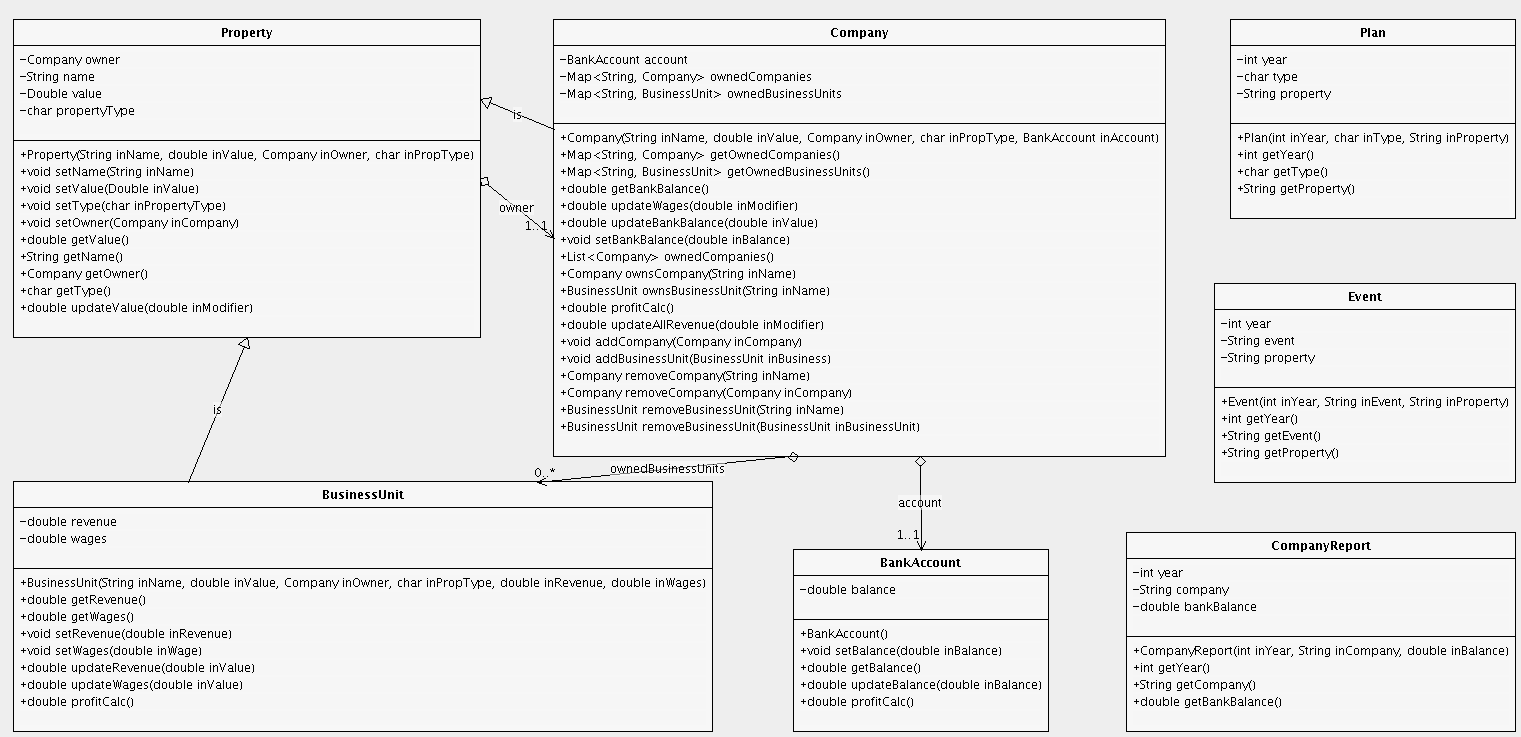 Property
-Company owner
-String name
-Double value
-char propertyType
+Property(String inName, double inValue, Company inOwner, char inPropType)
+void setName(String inName)
+void setValue(Double inValue)
+void setType(char inPropertyType)
+void setOwner(Company inCompany)
+double getValue()
+String getName()
+Company getOwner()
+char getType()
+double updateValue(double inModifier)
is
owner
1..1
Company
-BankAccount account
-Map<String, Company> ownedCompanies
-Map<String, BusinessUnit> ownedBusinessUnits
+Company(String inName, double inValue, Company inOwner, char inPropType, BankAccount inAccount)
+Map<String, Company> getOwnedCompanies()
+Map<String, BusinessUnit> getOwnedBusinessUnits()
+double getBankBalance()
+double updateWages(double inModifier)
+double updateBankBalance(double inValue)
+void setBankBalance(double inBalance)
+List<Company> ownedCompanies()
+Company ownsCompany(String inName)
+BusinessUnit ownsBusinessUnit(String inName)
+double profitCalc()
+double updateAllRevenue(double inModifier)
+void addCompany(Company inCompany)
+void addBusinessUnit(BusinessUnit inBusiness)
+Company removeCompany(String inName)
+Company removeCompany(Company inCompany)
+BusinessUnit removeBusinessUnit(String inName)
+BusinessUnit removeBusinessUnit(BusinessUnit inBusinessUnit)
Plan
-int year
-char type
-String property
+Plan(int inYear, char inType, String inProperty)
+int getYear()
+char getType()
+String getProperty()
Event
-int year
-String event
-String property
+Event(int inYear, String inEvent, String inProperty)
+int getYear()
+String getEvent()
+String getProperty()
is
0..*
ownedBusinessUnits
account
1..1
BusinessUnit
-double revenue
-double wages
+BusinessUnit(String inName, double inValue, Company inOwner, char inPropType, double inRevenue, double inWages)
+double getRevenue()
+double getWages()
+void setRevenue(double inRevenue)
+void setWages(double inWage)
+double updateRevenue(double inValue)
+double updateWages(double inValue)
+double profitCalc()
BankAccount
-double balance
+BankAccount()
+void setBalance(double inBalance)
+double getBalance()
+double updateBalance(double inBalance)
+double profitCalc()
CompanyReport
-int year
-String company
-double bankBalance
+CompanyReport(int inYear, String inCompany, double inBalance)
+int getYear()
+String getCompany()
+double getBankBalance()